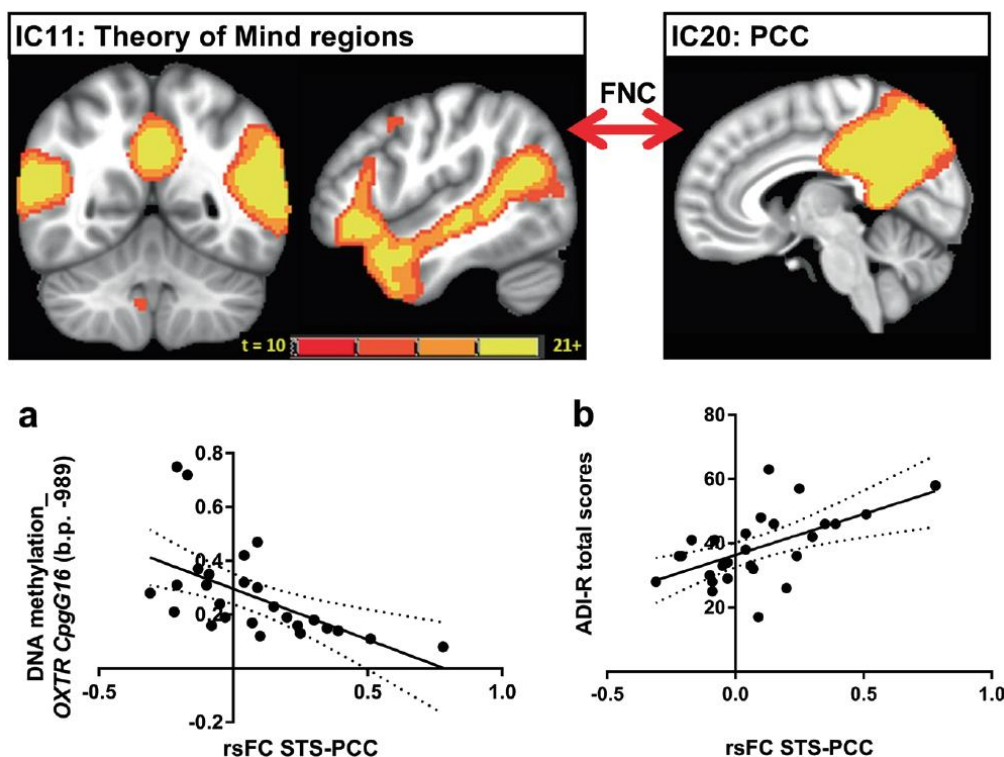 IC11: Theory of Mind regions
IC20: PCC
FNC
t = 10
21+
a
DNA methylation_
OXTR CpgG16 (b.p. -989)
0.8
0.6
0.4
0.2
-0.2
-0.5
0.0
0.5
1.0
rsFC STS-PCC
b
ADI-R total scores
80
60
40
20
-0.5
0.0
0.5
1.0
rsFC STS-PCC